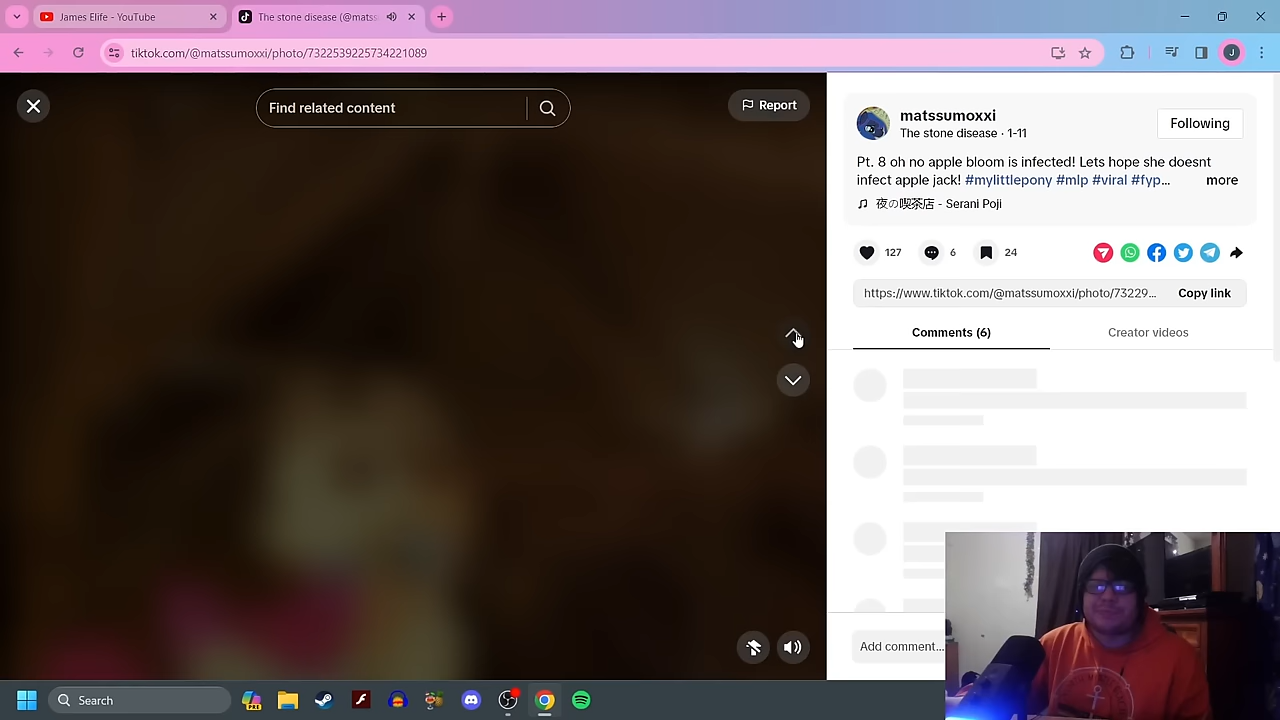 James Elife - YouTube
The stone disease (@matss
tiktok.com/@matssumoxxi/photo/7322539225734221089
J
Find related content
Report
matssumoxxi
The stone disease · 1-11
Following
Pt. 8 oh no apple bloom is infected! Lets hope she doesnt
infect apple jack! #mylittlepony #mlp #viral #fyp...
more
夜の喫茶店 - Serani Poji
127
6
24
https://www.tiktok.com/@matssumoxxi/photo/73229...
Copy link
Comments (6)
Creator videos
Add comment...
Search